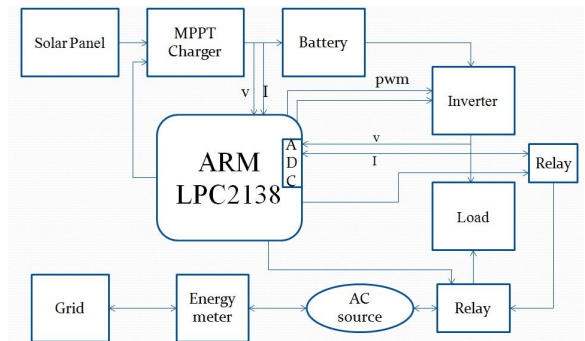 Solar Panel
MPPT
Charger
Battery
v
I
pwm
Inverter
v
I
A
D
C
ARM
LPC2138
Relay
Load
Grid
Energy
meter
AC
source
Relay